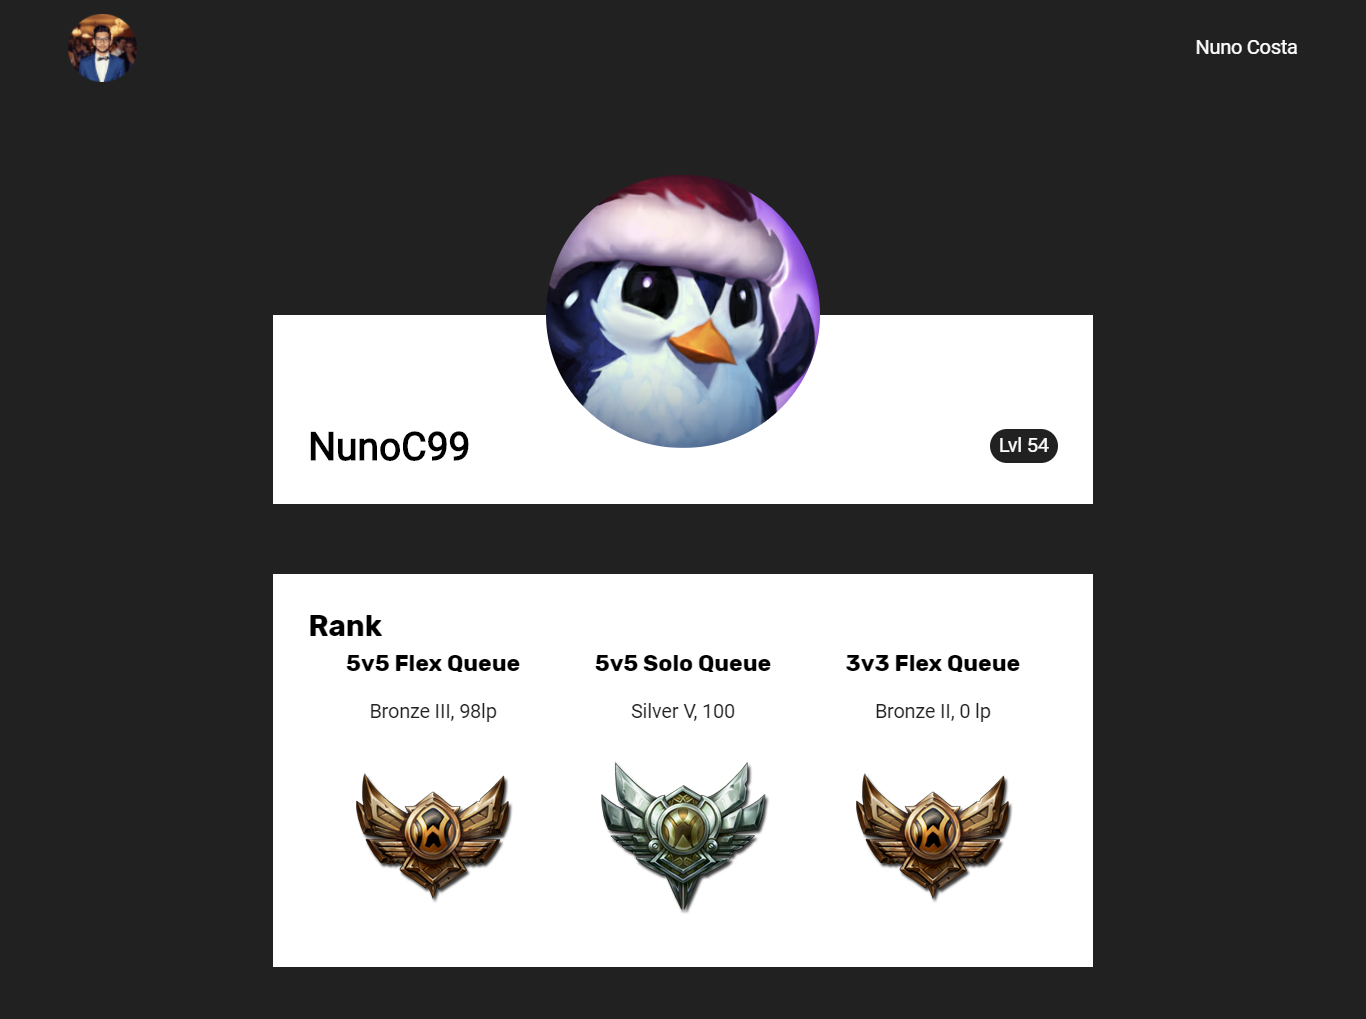 Nuno Costa
NunoC99
Lvl 54
Rank
5v5 Flex Queue
Bronze III, 98lp
5v5 Solo Queue
Silver V, 100
3v3 Flex Queue
Bronze II, 0 lp